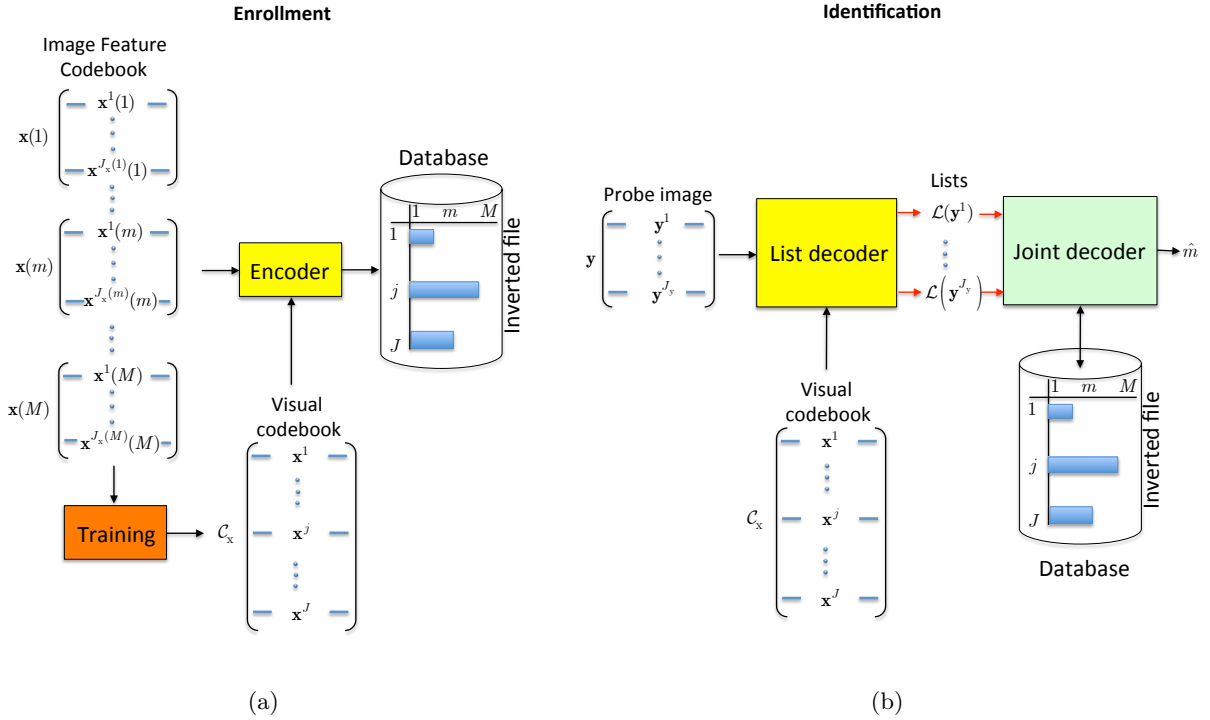 Enrollment
Image Feature
Codebook
x(1)
x¹(1)
x^{J_x(1)}(1)
x(m)
x¹(m)
x^{J_x(m)}(m)
x(M)
x¹(M)
x^{J_x(M)}(M)
Training
Encoder
Database
1 m M
1
j
J
Inverted file
Visual
codebook
C_x
x¹
x^j
x^J
(a)
Identification
Probe image
y
y¹
y^{J_y}
List decoder
Lists
ℒ(y¹)
ℒ(y^{J_y})
Joint decoder
m̂
Visual
codebook
C_x
x¹
x^j
x^J
1 m M
1
j
J
Inverted file
Database
(b)